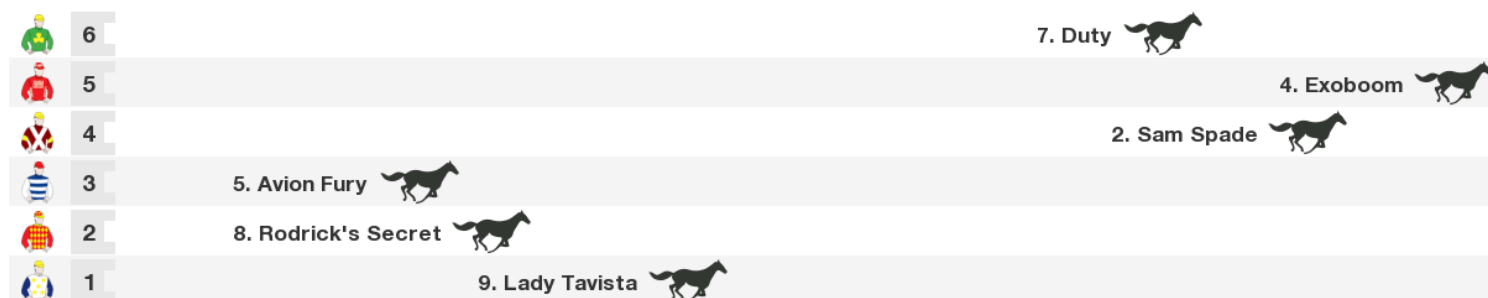 6 7. Duty
5 4. Exoboom
4 2. Sam Spade
3 5. Avion Fury
2 8. Rodrick's Secret
1 9. Lady Tavista